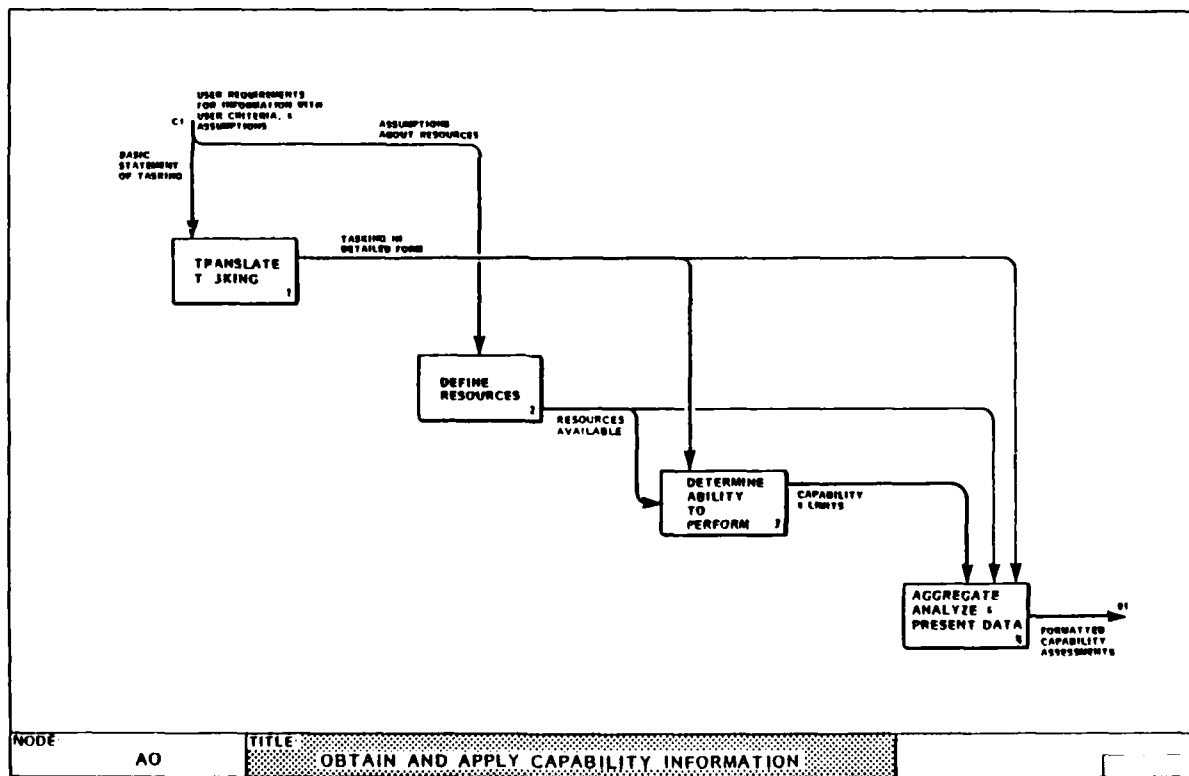 USER REQUIREMENTS
FOR INFORMATION WITH
USER CRITERIA, &
ASSUMPTIONS
C1
ASSUMPTIONS
ABOUT RESOURCES
BASIC
STATEMENT
OF TASKING
TASKING IN
DETAILED FORM
TRANSLATE
T SKING
1
DEFINE
RESOURCES
2
RESOURCES
AVAILABLE
DETERMINE
ABILITY
TO
PERFORM
3
CAPABILITY
& LIMITS
AGGREGATE
ANALYZE &
PRESENT DATA
4
O1
FORMATTED
CAPABILITY
ASSESSMENTS
NODE:
AO
TITLE:
OBTAIN AND APPLY CAPABILITY INFORMATION